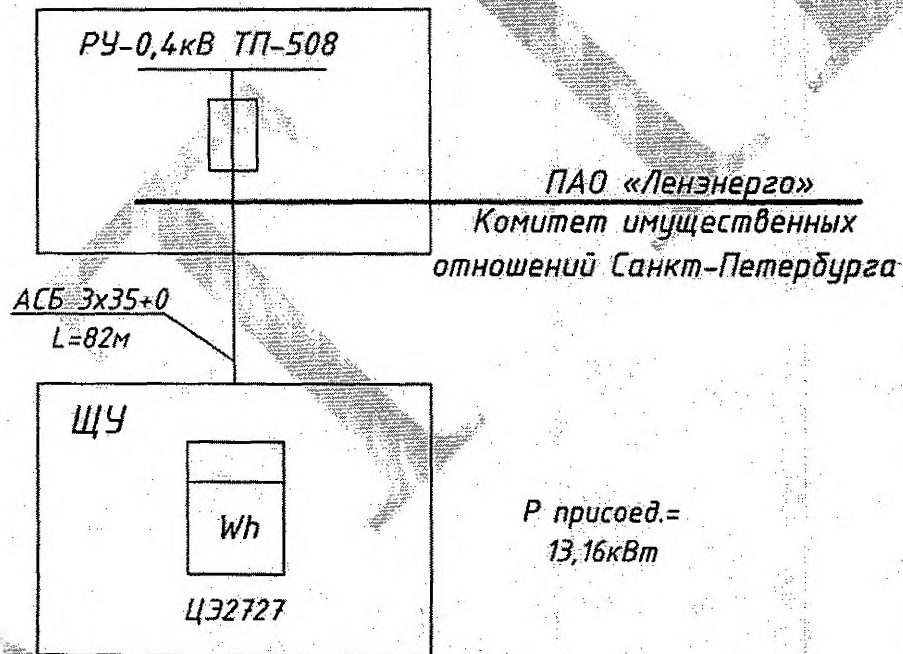 РУ-0,4кВ ТП-508
ПАО «Ленэнерго»
Комитет имущественных
отношений Санкт-Петербурга
АСБ 3х35+0
L=82м
ЩУ
Wh
ЦЭ2727
Р присоед.=
13,16кВт